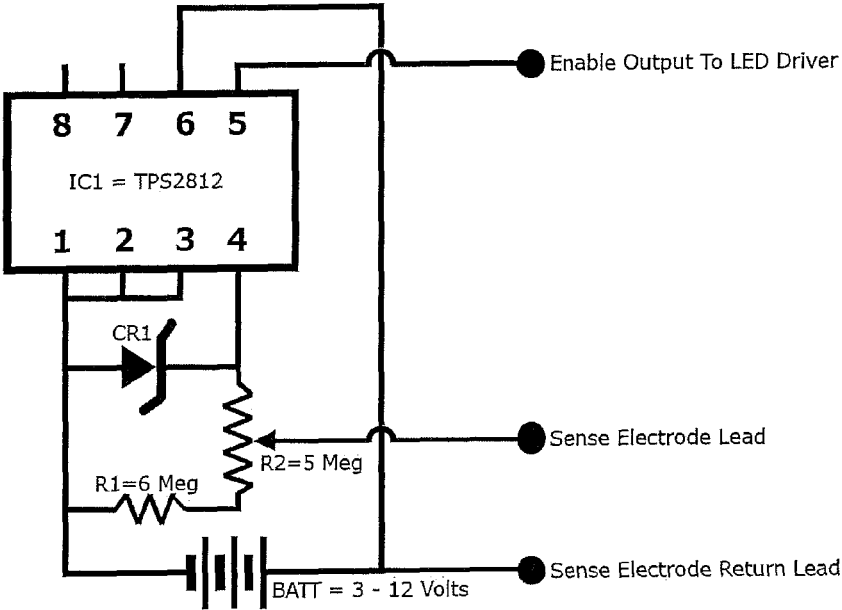 Enable Output To LED Driver
8 7 6 5
IC1 = TPS2812
1 2 3 4
CR1
Sense Electrode Lead
R2=5 Meg
R1=6 Meg
Sense Electrode Return Lead
BATT = 3 - 12 Volts